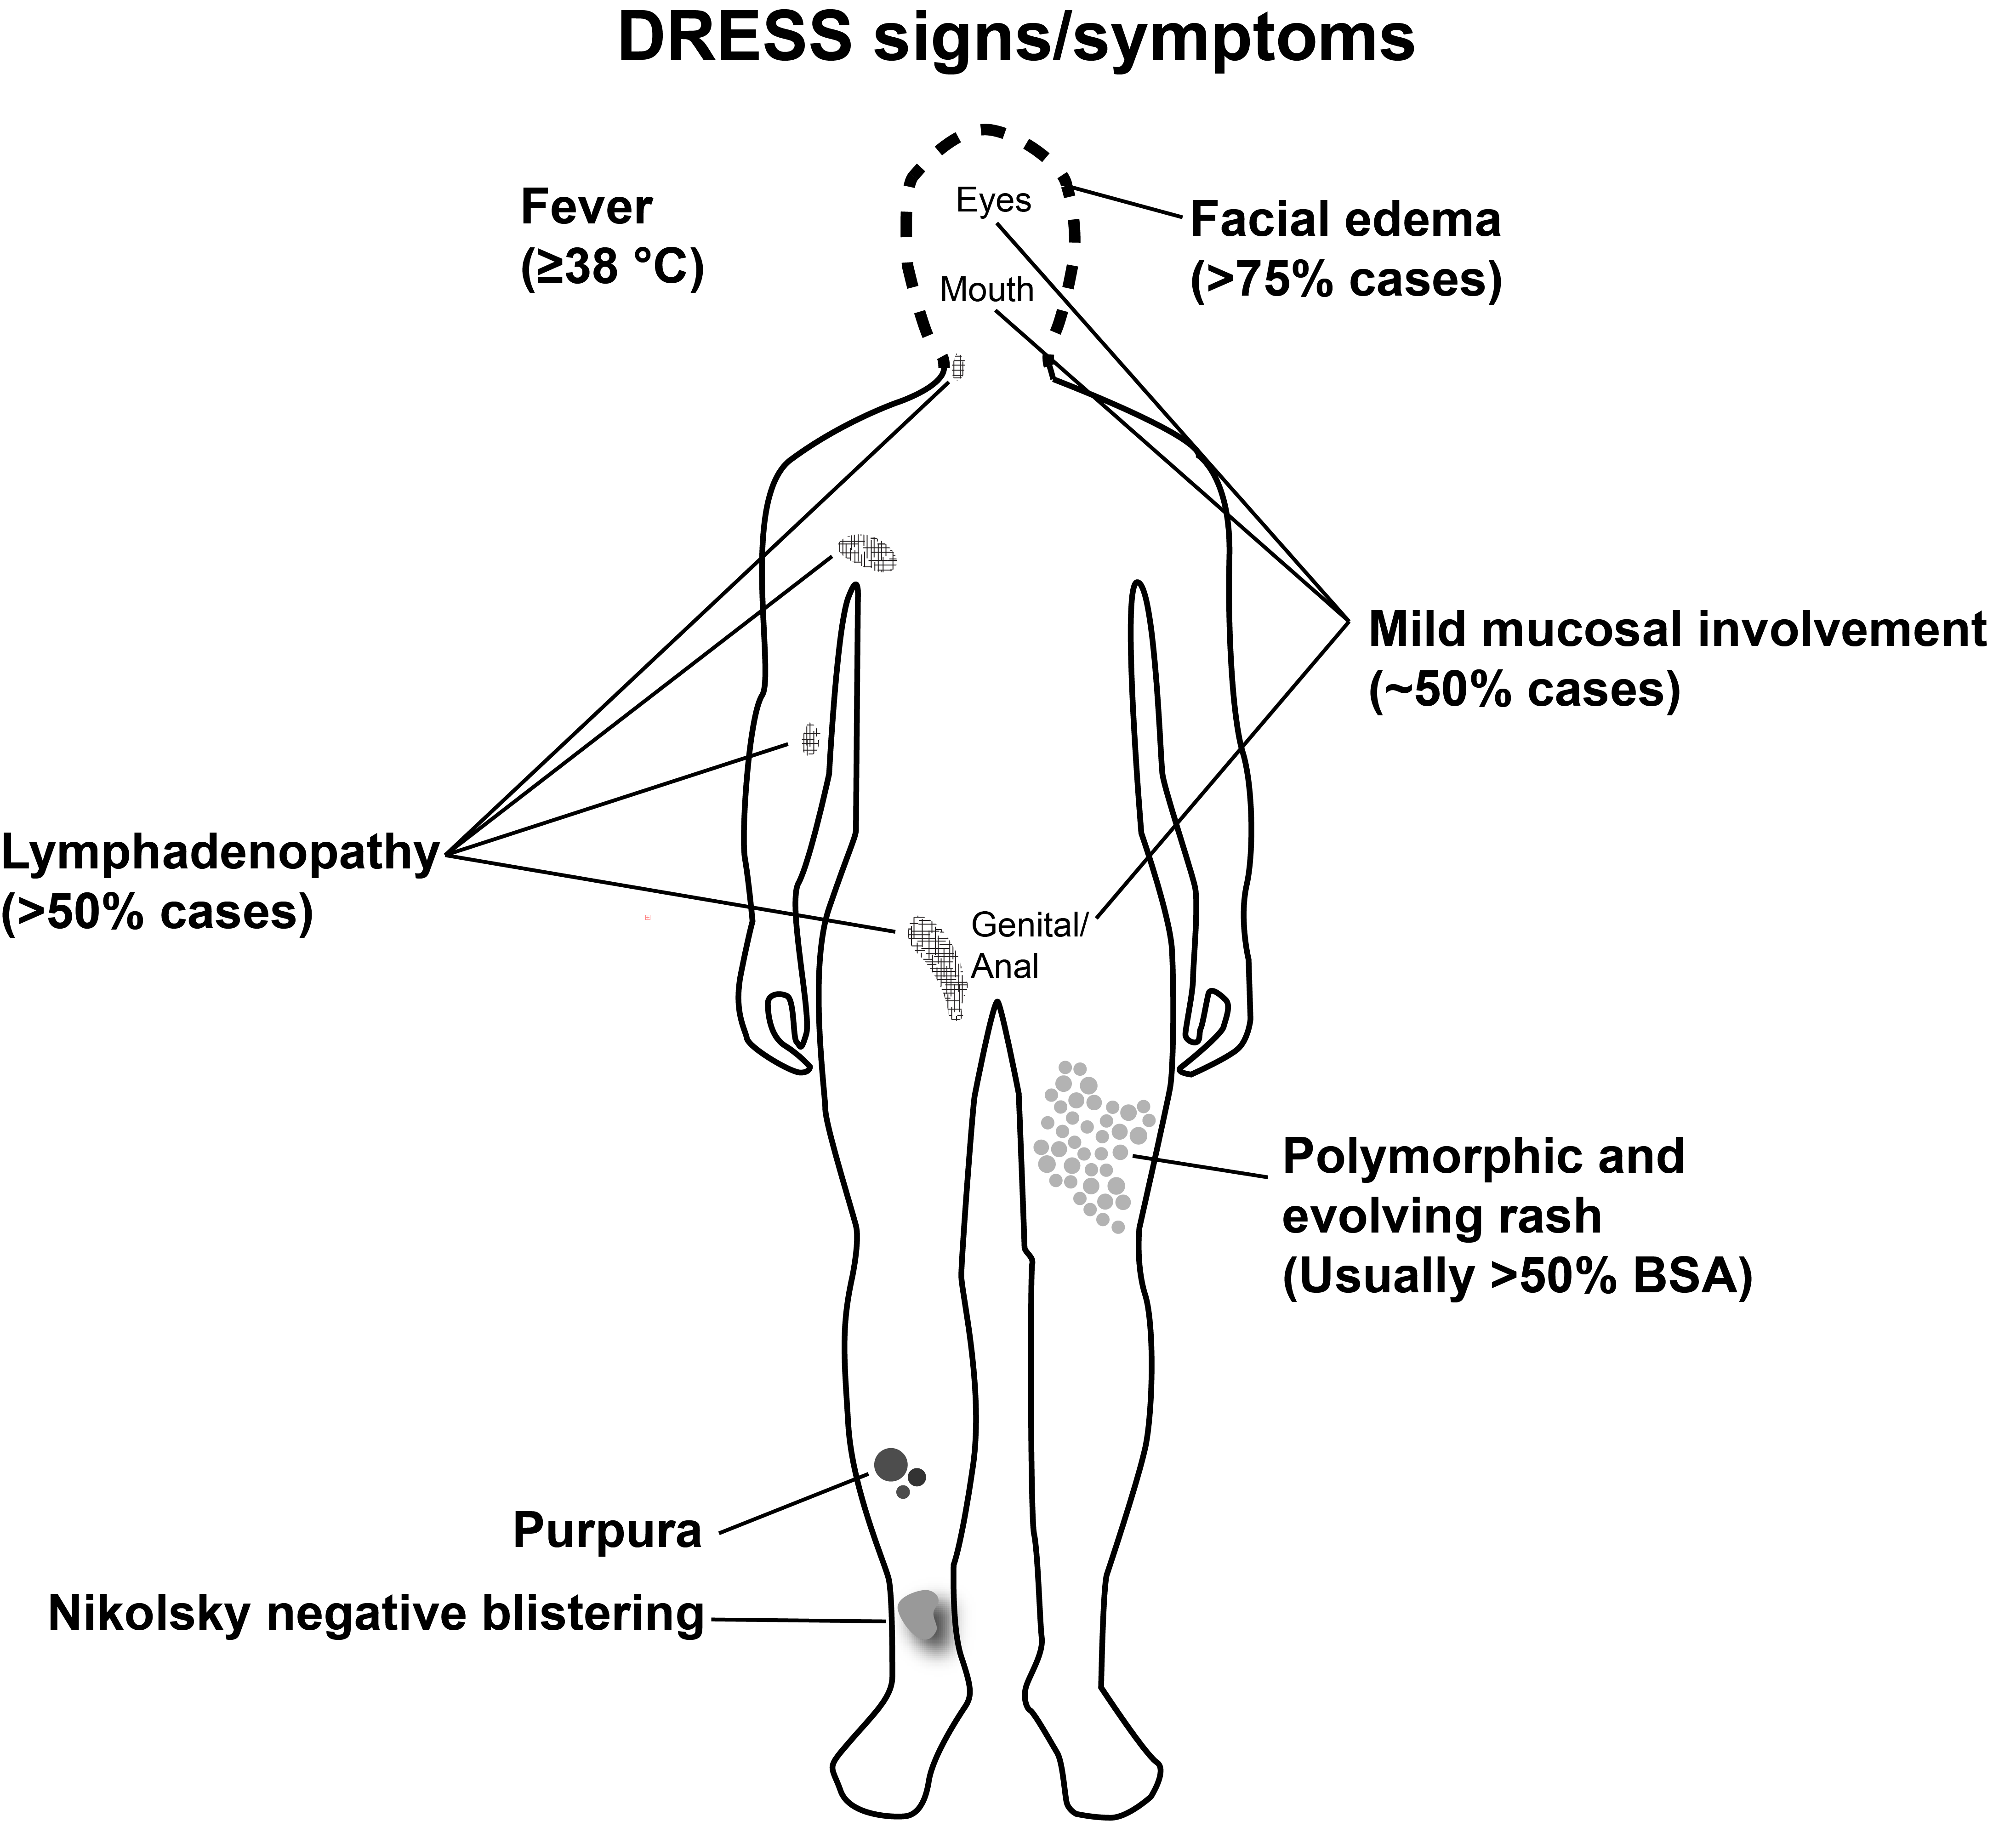 DRESS signs/symptoms
Fever
(≥38 °C)
Eyes
Mouth
Facial edema
(>75% cases)
Mild mucosal involvement
(~50% cases)
Lymphadenopathy
(>50% cases)
Genital/
Anal
Polymorphic and
evolving rash
(Usually >50% BSA)
Purpura
Nikolsky negative blistering